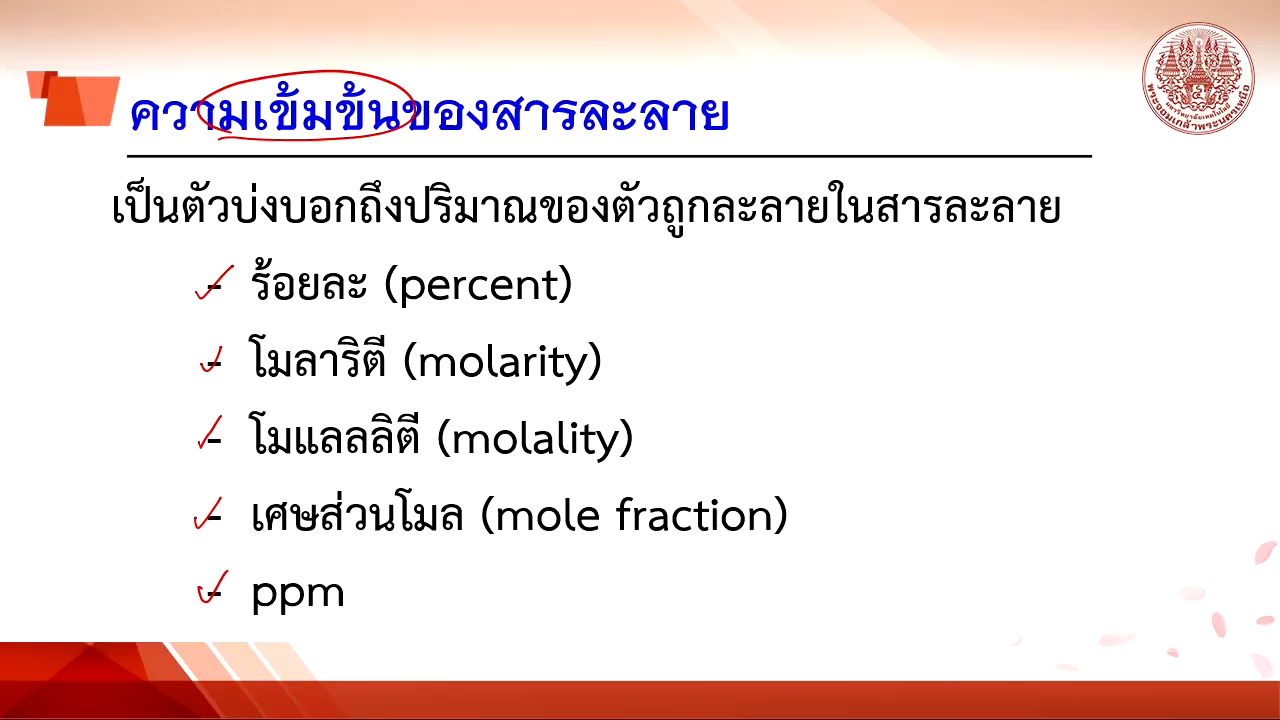 ความเข้มข้นของสารละลาย
เป็นตัวบ่งบอกถึงปริมาณของตัวถูกละลายในสารละลาย
- ร้อยละ (percent)
- โมลาริตี (molarity)
- โมแลลลิตี (molality)
- เศษส่วนโมล (mole fraction)
- ppm